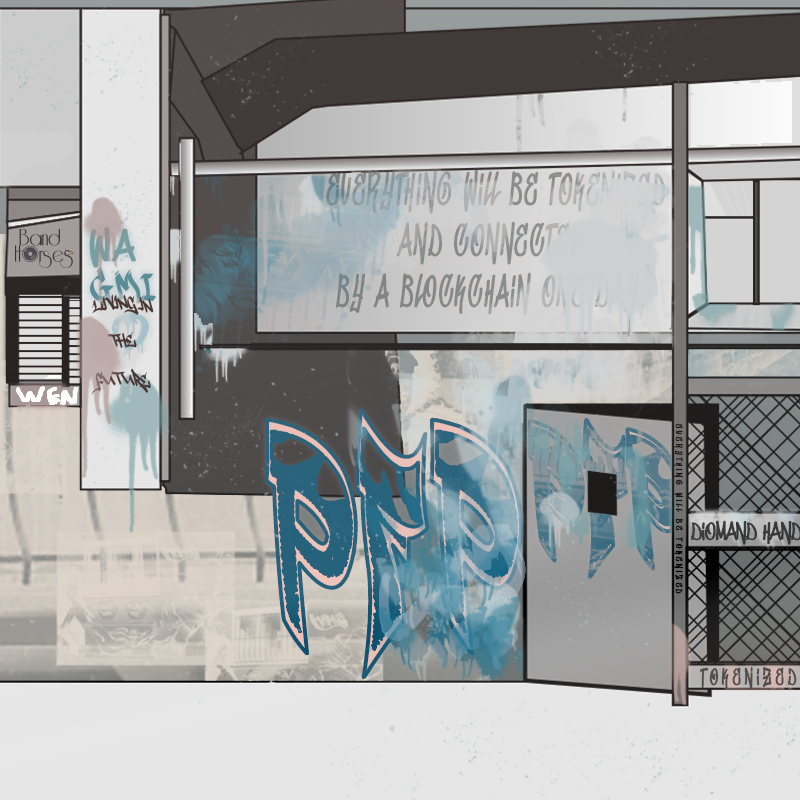 EVERYTHING WILL BE TOKENIZED
AND CONNECTED
BY A BLOCKCHAIN ONE D
Band
Horses
WA
GMI
LIVING IN
THE
FUTURE
WEN
PFP
PFP
EVERYTHING WILL BE TOKENIZED
DIOMAND HAND
TOKENIZED